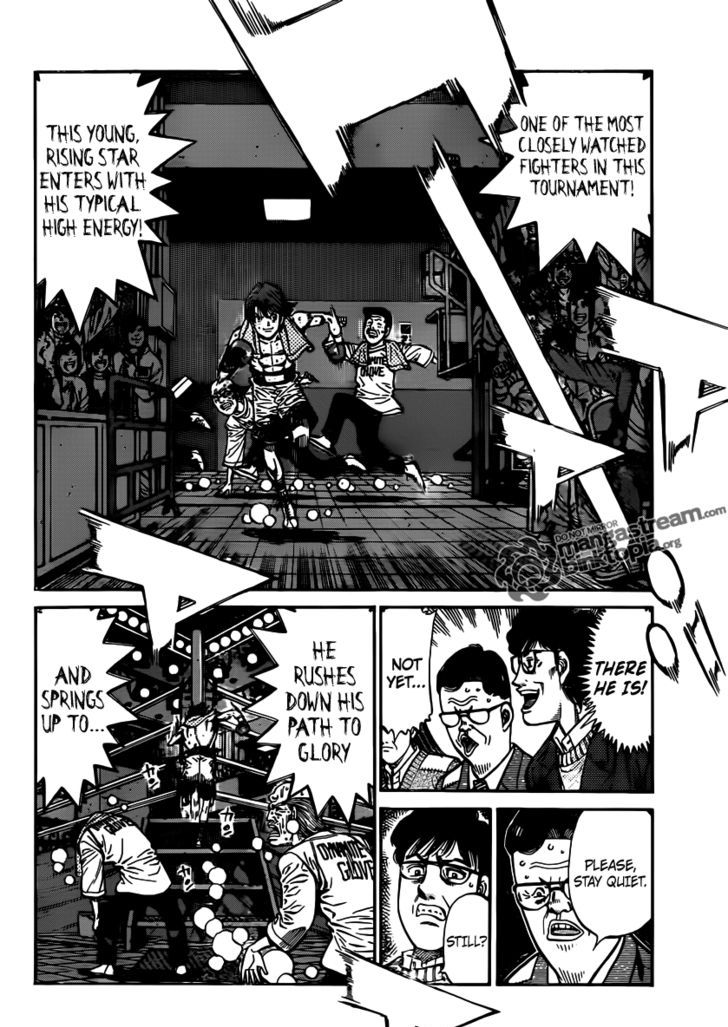 ONE OF THE MOST
CLOSELY WATCHED
FIGHTERS IN THIS
TOURNAMENT!
THIS YOUNG,
RISING STAR
ENTERS WITH
HIS TYPICAL
HIGH ENERGY!
DYNAMITE
GLOVE
DO NOT MIRROR
mangastream.com
binktopia.org
THERE
HE IS!
NOT
YET...
HE
RUSHES
DOWN HIS
PATH TO
GLORY
AND
SPRINGS
UP TO...
DYNAMITE
GLOVE
PLEASE,
STAY QUIET.
STILL?